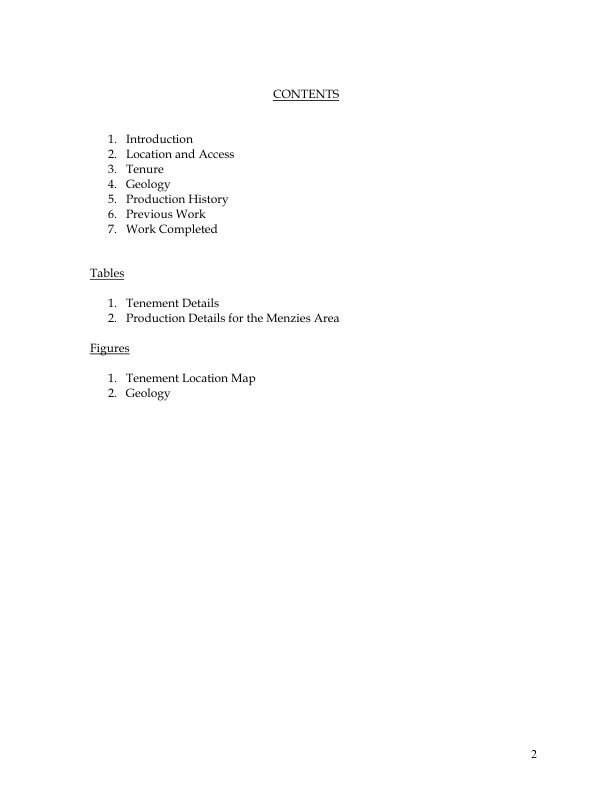 CONTENTS
1. Introduction
2. Location and Access
3. Tenure
4. Geology
5. Production History
6. Previous Work
7. Work Completed
Tables
1. Tenement Details
2. Production Details for the Menzies Area
Figures
1. Tenement Location Map
2. Geology
2